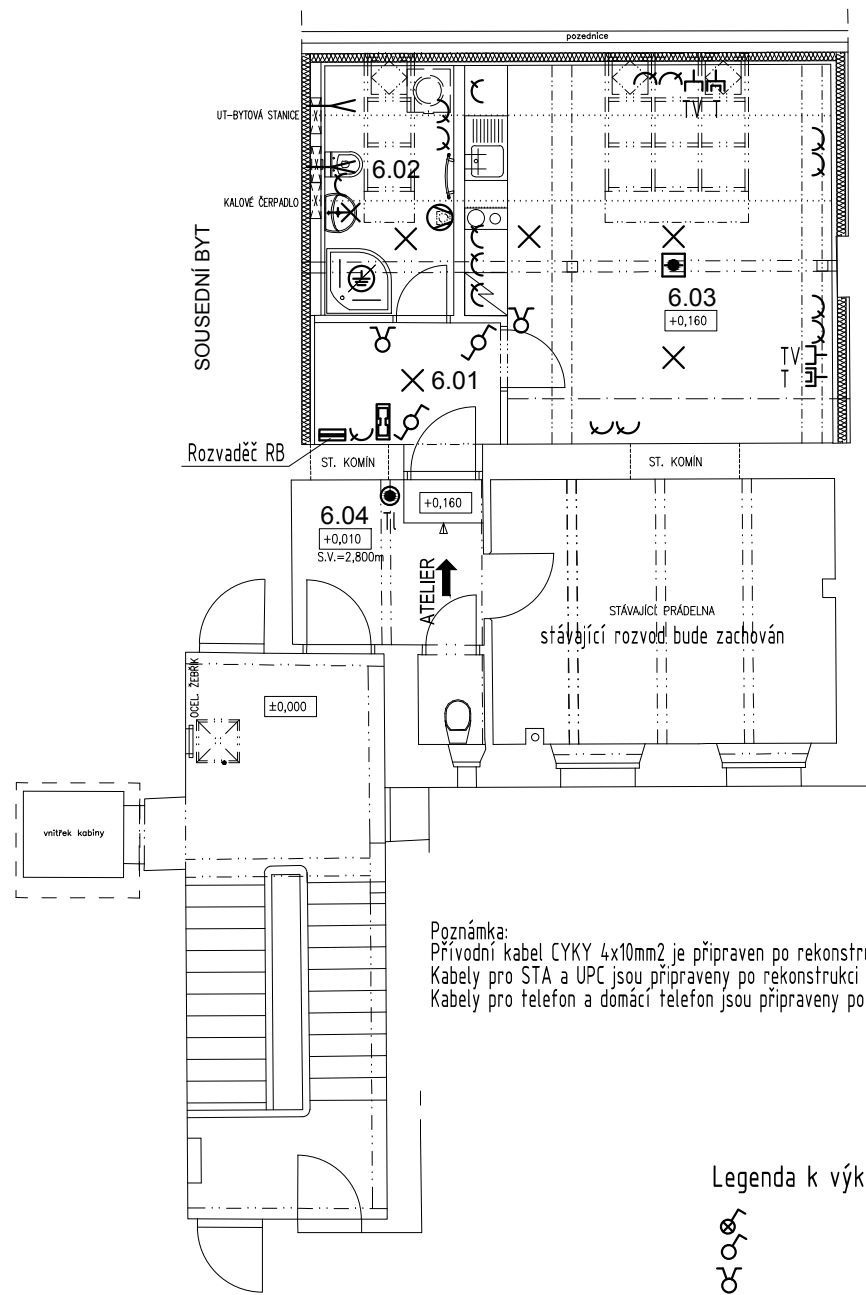 pozednice
UT-BYTOVÁ STANICE
KALOVÉ ČERPADLO
SOUSEDNÍ BYT
6.02
TV T
6.03
+0,160
TV
T
6.01
Rozvaděč RB
ST. KOMÍN
ST. KOMÍN
6.04
+0,010
S.V.=2,800m
+0,160
ATELIER
STÁVAJÍCÍ PRÁDELNA
stávající rozvod bude zachován
OCEL. ŽEBŘÍK
±0,000
vnitřek kabiny
Poznámka:
Přívodní kabel CYKY 4x10mm2 je připraven po rekonstru
Kabely pro STA a UPC jsou připraveny po rekonstrukci
Kabely pro telefon a domácí telefon jsou připraveny po
Legenda k výk